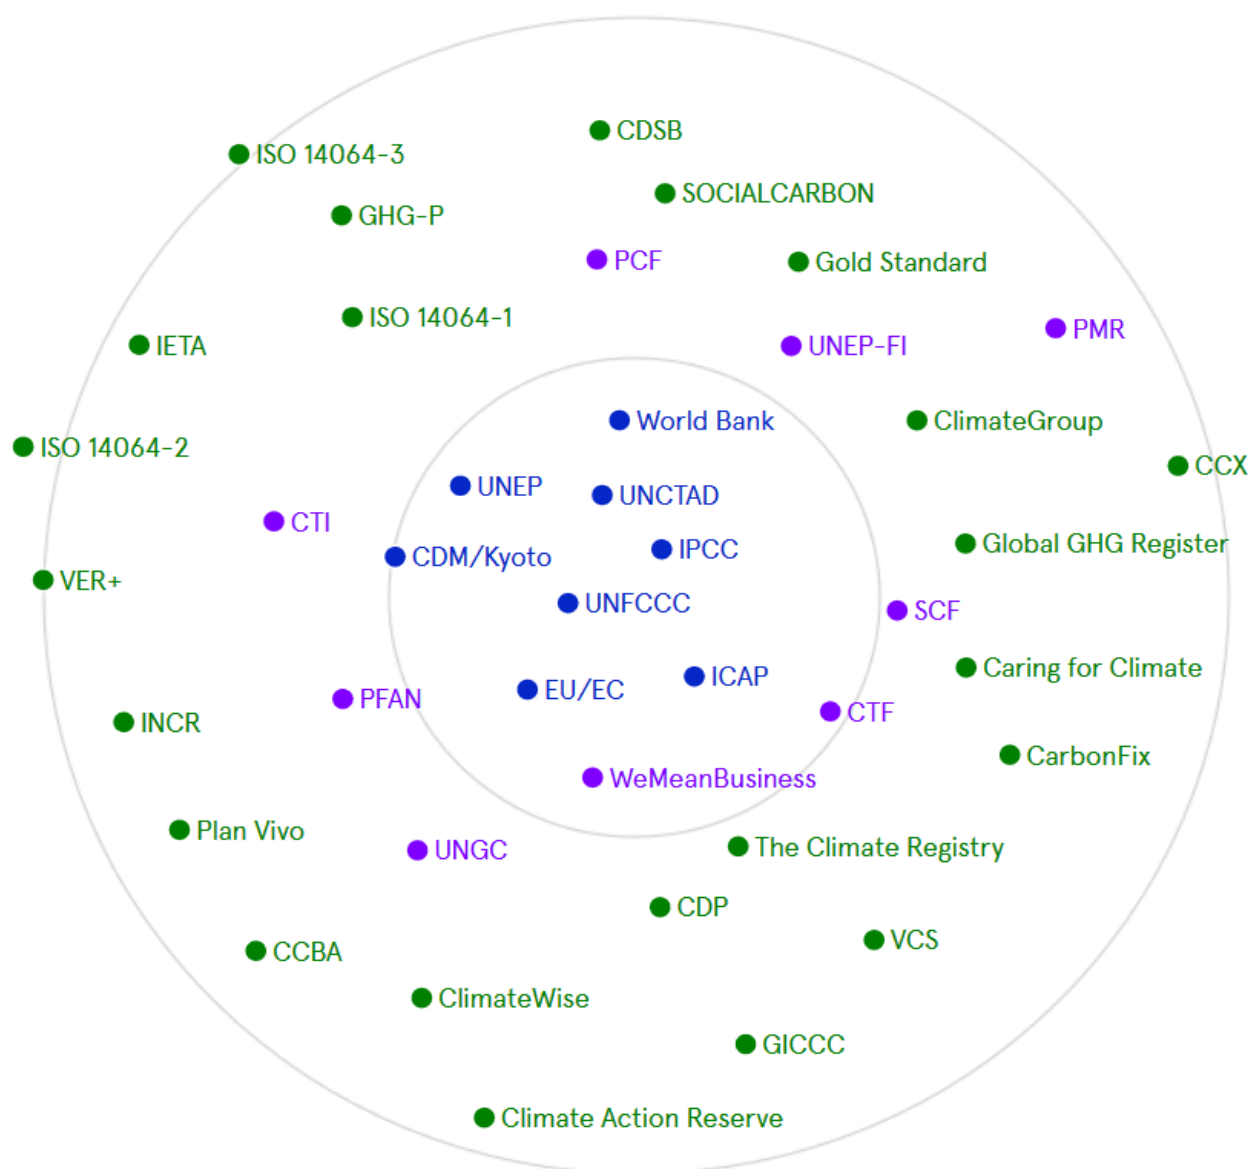 CDSB
ISO 14064-3
SOCIALCARBON
GHG-P
PCF
Gold Standard
ISO 14064-1
PMR
IETA
UNEP-FI
World Bank
ClimateGroup
ISO 14064-2
CCX
UNEP
UNCTAD
CTI
Global GHG Register
IPCC
CDM/Kyoto
VER+
UNFCCC
SCF
Caring for Climate
ICAP
EU/EC
PFAN
CTF
INCR
CarbonFix
WeMeanBusiness
Plan Vivo
The Climate Registry
UNGC
CDP
VCS
CCBA
ClimateWise
GICCC
Climate Action Reserve